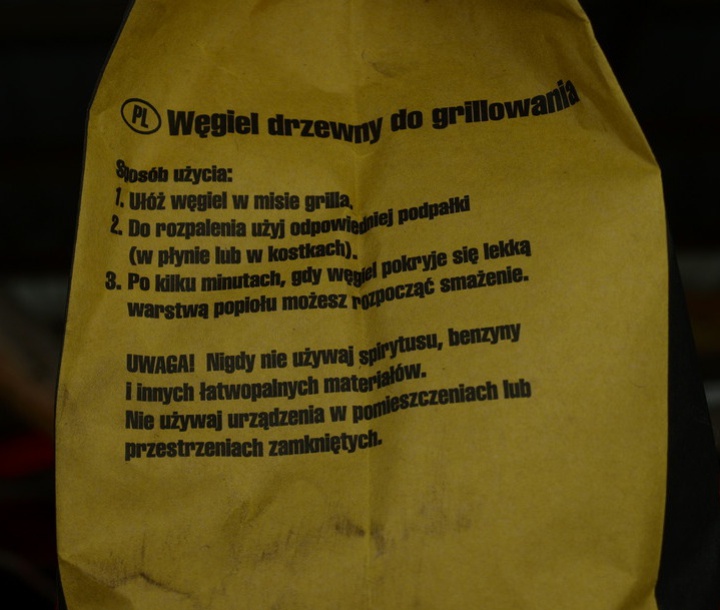 PL Węgiel drzewny do grillowania
Sposób użycia:
1. Ułóż węgiel w misie grilla,
2. Do rozpalenia użyj odpowiedniej podpałki
(w płynie lub w kostkach).
3. Po kilku minutach, gdy węgiel pokryje się lekką
warstwą popiołu możesz rozpocząć smażenie.
UWAGA! Nigdy nie używaj spirytusu, benzyny
i innych łatwopalnych materiałów.
Nie używaj urządzenia w pomieszczeniach lub
przestrzeniach zamkniętych.